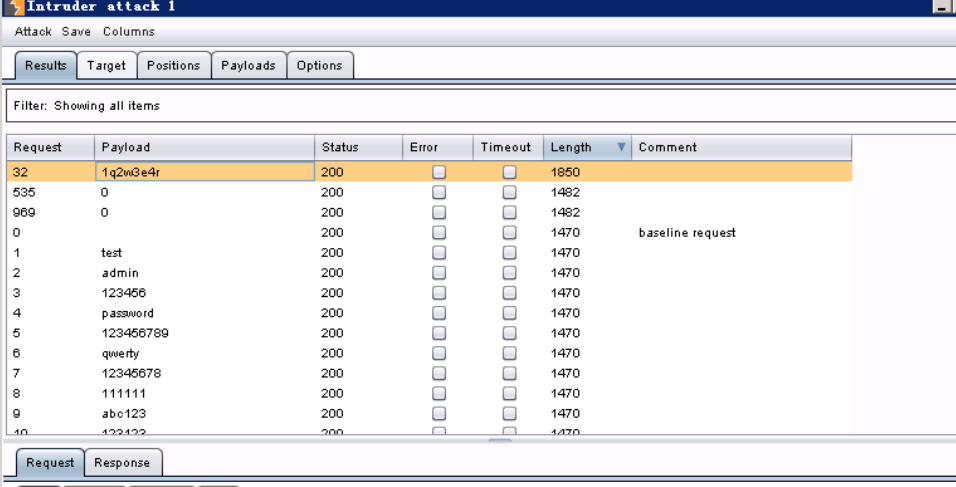 Intruder attack 1
Attack Save Columns
Results Target Positions Payloads Options
Filter: Showing all items
Request Payload Status Error Timeout Length Comment
32 1q2w3e4r 200 1850
535 0 200 1482
969 0 200 1482
0 200 1470 baseline request
1 test 200 1470
2 admin 200 1470
3 123456 200 1470
4 password 200 1470
5 123456789 200 1470
6 qwerty 200 1470
7 12345678 200 1470
8 111111 200 1470
9 abc123 200 1470
10 123123 200 1470
Request Response